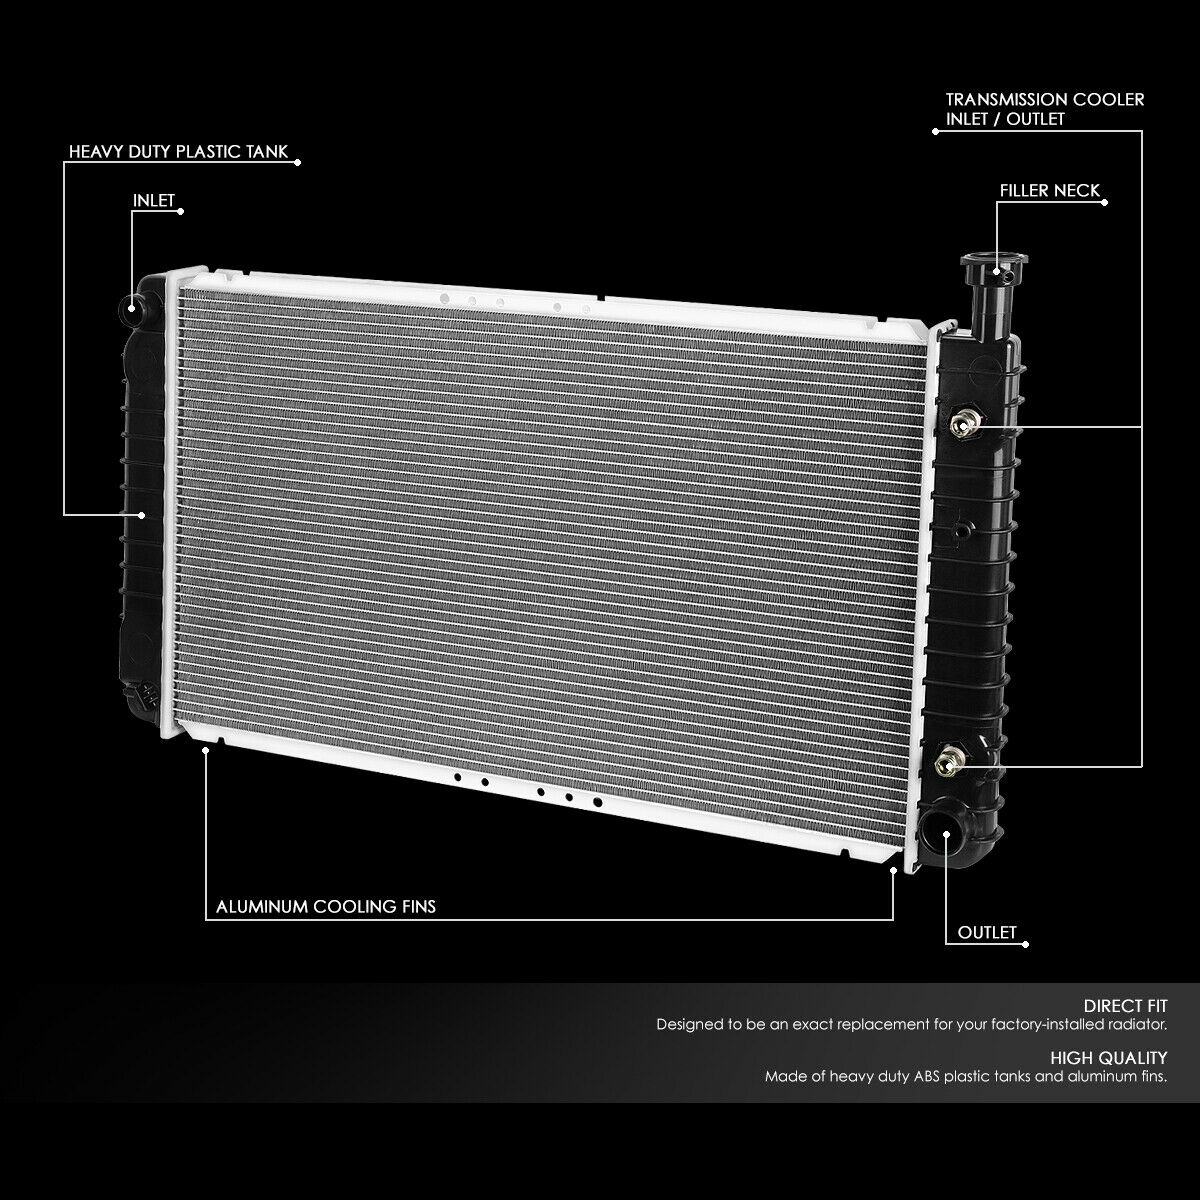 TRANSMISSION COOLER
INLET / OUTLET
HEAVY DUTY PLASTIC TANK
FILLER NECK
INLET
ALUMINUM COOLING FINS
OUTLET
DIRECT FIT
Designed to be an exact replacement for your factory-installed radiator.
HIGH QUALITY
Made of heavy duty ABS plastic tanks and aluminum fins.